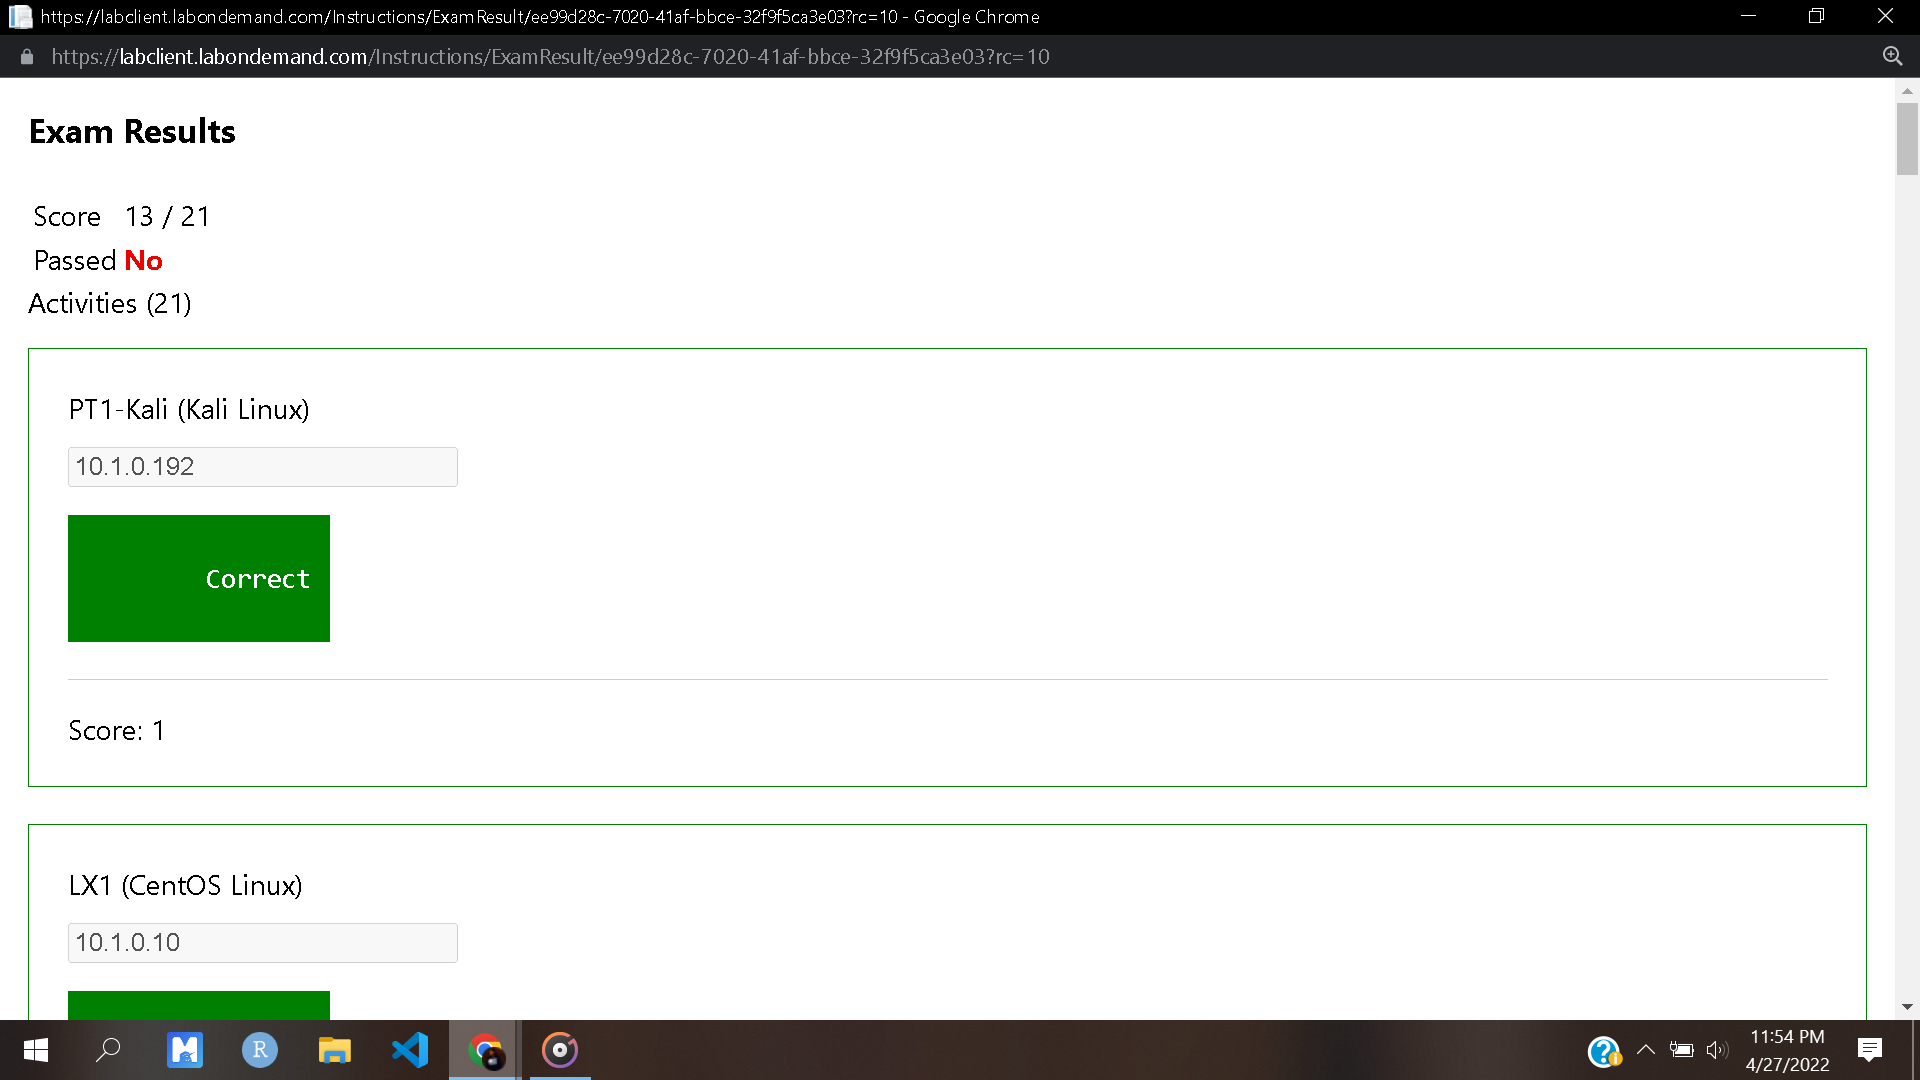 https://labclient.labondemand.com/Instructions/ExamResult/ee99d28c-7020-41af-bbce-32f9f5ca3e03?rc=10 - Google Chrome
https://labclient.labondemand.com/Instructions/ExamResult/ee99d28c-7020-41af-bbce-32f9f5ca3e03?rc=10
Exam Results
Score 13 / 21
Passed No
Activities (21)
PT1-Kali (Kali Linux)
10.1.0.192
Correct
Score: 1
LX1 (CentOS Linux)
10.1.0.10
R
11:54 PM
4/27/2022